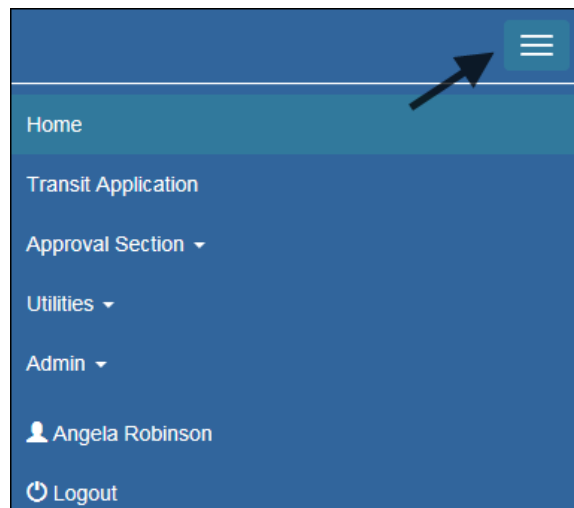 Home
Transit Application
Approval Section
Utilities
Admin
Angela Robinson
Logout